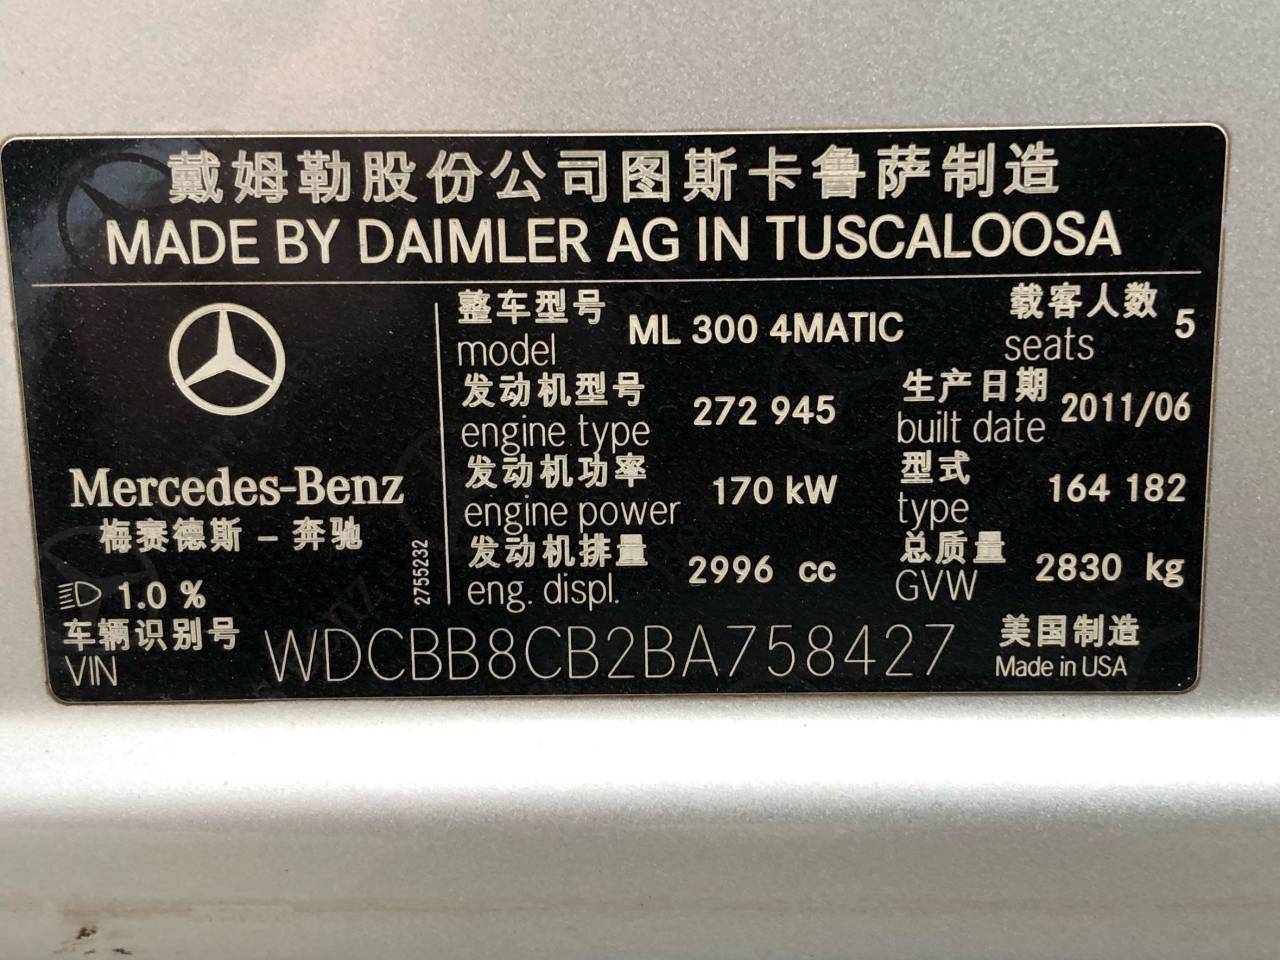 戴姆勒股份公司图斯卡鲁萨制造
MADE BY DAIMLER AG IN TUSCALOOSA
整车型号 model ML 300 4MATIC 载客人数 seats 5
发动机型号 engine type 272 945 生产日期 built date 2011/06
发动机功率 engine power 170 kW 型式 type 164 182
发动机排量 eng. displ. 2996 cc 总质量 GVW 2830 kg
Mercedes-Benz
梅赛德斯 – 奔驰
2755232
1.0 %
车辆识别号 VIN WDCBB8CB2BA758427
美国制造
Made in USA